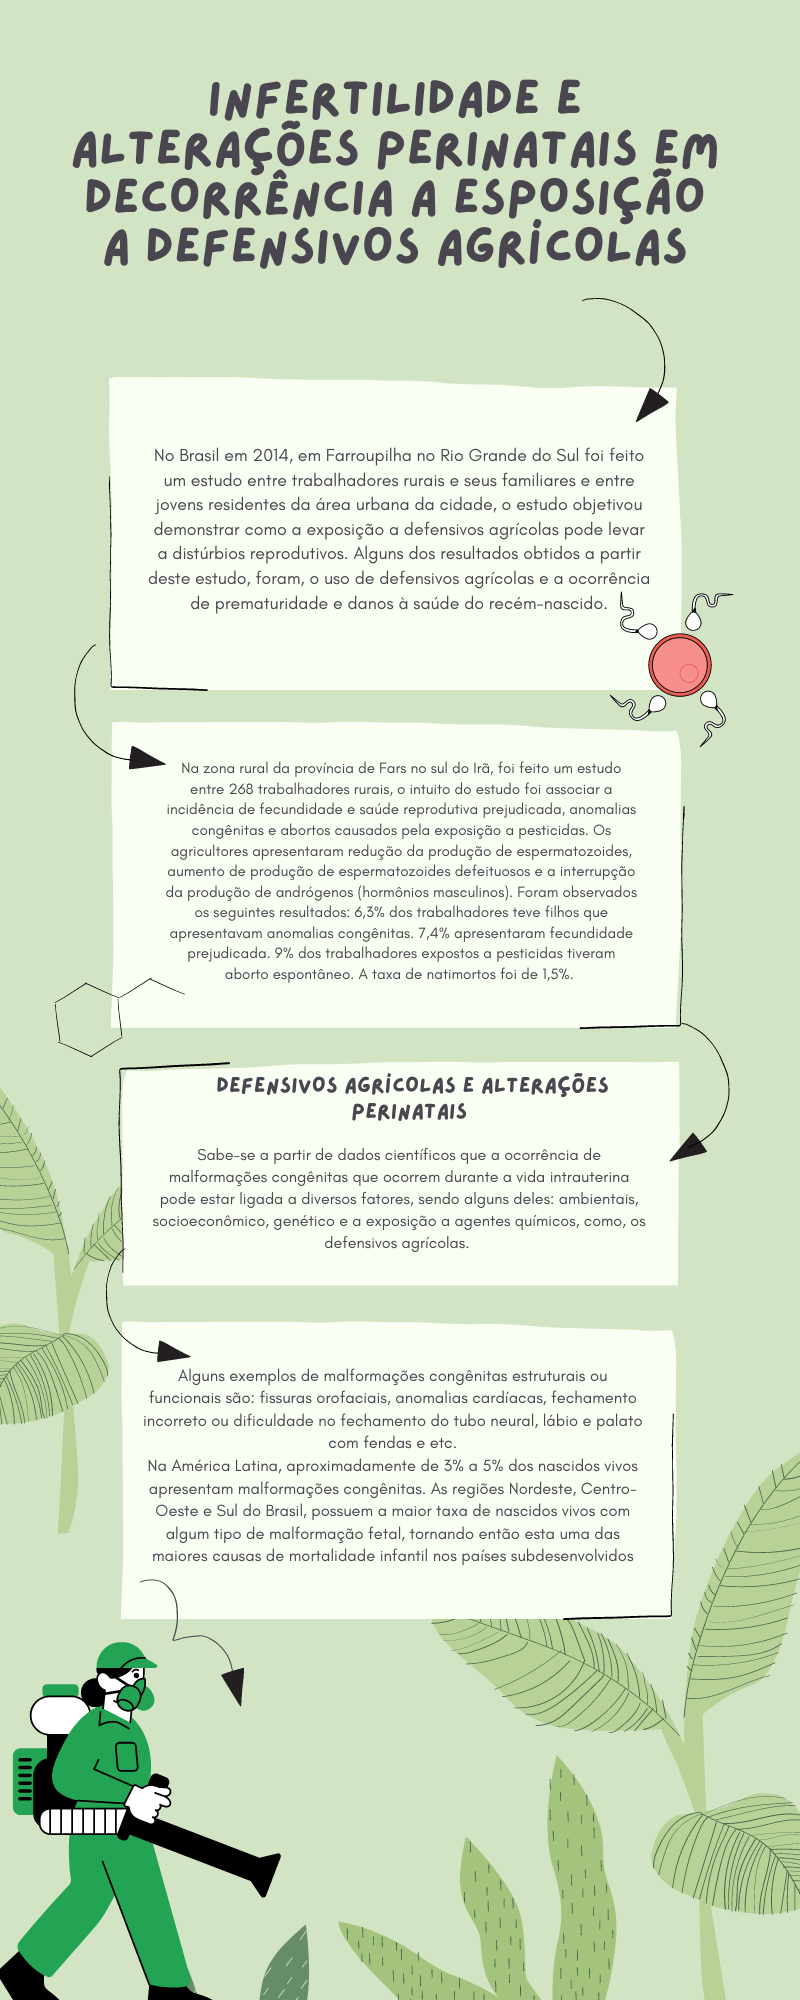 INFERTILIDADE E
ALTERAÇÕES PERINATAIS EM
DECORRÊNCIA A ESPOSIÇÃO
A DEFENSIVOS AGRÍCOLAS
No Brasil em 2014, em Farroupilha no Rio Grande do Sul foi feito
um estudo entre trabalhadores rurais e seus familiares e entre
jovens residentes da área urbana da cidade, o estudo objetivou
demonstrar como a exposição a defensivos agrícolas pode levar
a distúrbios reprodutivos. Alguns dos resultados obtidos a partir
deste estudo, foram, o uso de defensivos agrícolas e a ocorrência
de prematuridade e danos à saúde do recém-nascido.
Na zona rural da província de Fars no sul do Irã, foi feito um estudo
entre 268 trabalhadores rurais, o intuito do estudo foi associar a
incidência de fecundidade e saúde reprodutiva prejudicada, anomalias
congênitas e abortos causados pela exposição a pesticidas. Os
agricultores apresentaram redução da produção de espermatozoides,
aumento de produção de espermatozoides defeituosos e a interrupção
da produção de andrógenos (hormônios masculinos). Foram observados
os seguintes resultados: 6,3% dos trabalhadores teve filhos que
apresentavam anomalias congênitas. 7,4% apresentaram fecundidade
prejudicada. 9% dos trabalhadores expostos a pesticidas tiveram
aborto espontâneo. A taxa de natimortos foi de 1,5%.
DEFENSIVOS AGRÍCOLAS E ALTERAÇÕES
PERINATAIS
Sabe-se a partir de dados científicos que a ocorrência de
malformações congênitas que ocorrem durante a vida intrauterina
pode estar ligada a diversos fatores, sendo alguns deles: ambientais,
socioeconômico, genético e a exposição a agentes químicos, como, os
defensivos agrícolas.
Alguns exemplos de malformações congênitas estruturais ou
funcionais são: fissuras orofaciais, anomalias cardíacas, fechamento
incorreto ou dificuldade no fechamento do tubo neural, lábio e palato
com fendas e etc.
Na América Latina, aproximadamente de 3% a 5% dos nascidos vivos
apresentam malformações congênitas. As regiões Nordeste, Centro-
Oeste e Sul do Brasil, possuem a maior taxa de nascidos vivos com
algum tipo de malformação fetal, tornando então esta uma das
maiores causas de mortalidade infantil nos países subdesenvolvidos